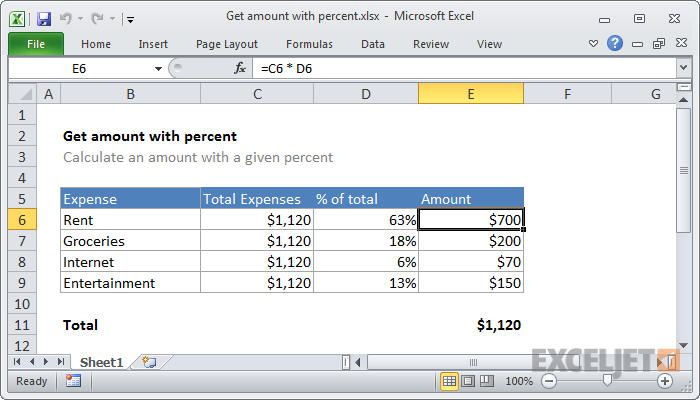 Get amount with percent.xlsx - Microsoft Excel
File Home Insert Page Layout Formulas Data Review View
E6 fx =C6 * D6
A B C D E F G
1
2 Get amount with percent
3 Calculate an amount with a given percent
4
5 Expense Total Expenses % of total Amount
6 Rent $1,120 63% $700
7 Groceries $1,120 18% $200
8 Internet $1,120 6% $70
9 Entertainment $1,120 13% $150
10
11 Total $1,120
12
Sheet1
EXCELJET
Ready 100%